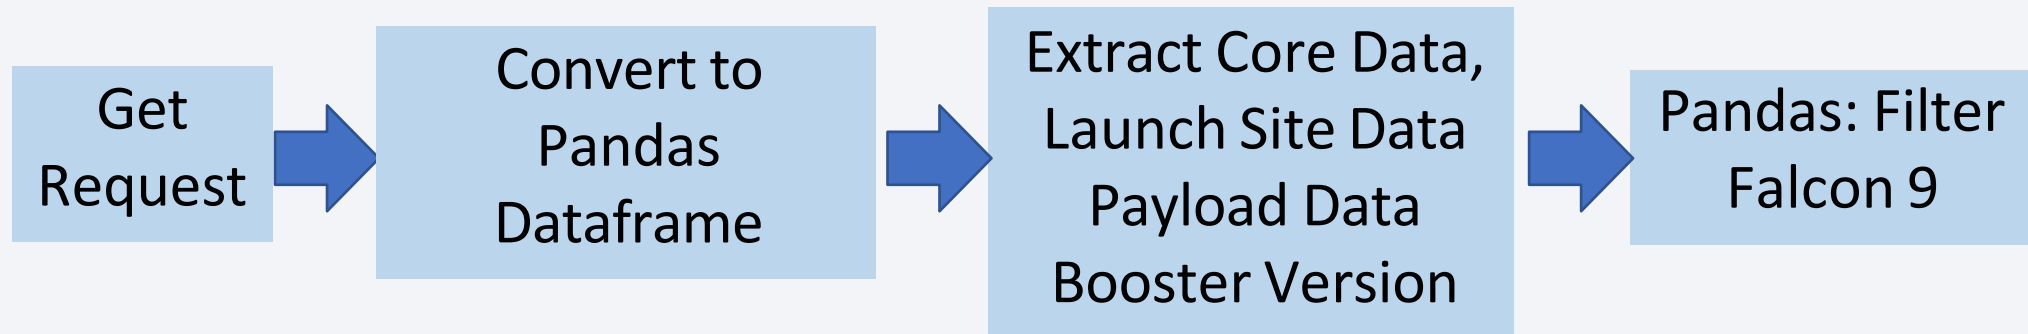 Get
Request
Convert to
Pandas
Dataframe
Extract Core Data,
Launch Site Data
Payload Data
Booster Version
Pandas: Filter
Falcon 9